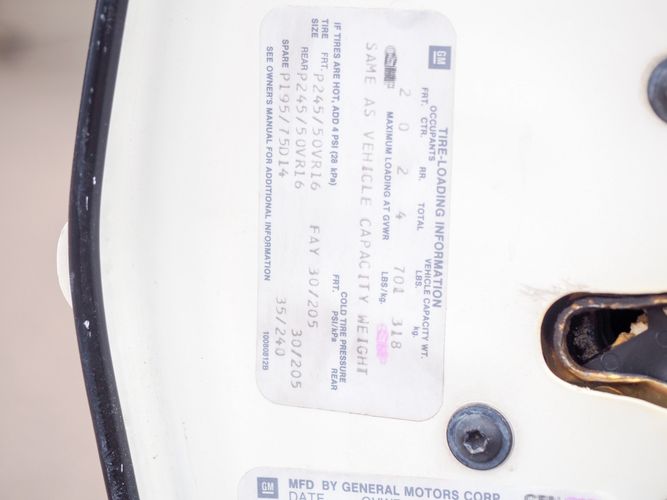 GM
TIRE-LOADING INFORMATION
OCCUPANTS VEHICLE CAPACITY WT.
FRT. CTR. RR. TOTAL LBS. kg.
2 0 2 4 701 318
MAXIMUM LOADING AT GVWR LBS/kg.
SAME AS VEHICLE CAPACITY WEIGHT
IF TIRES ARE HOT, ADD 4 PSI (28 kPa)
COLD TIRE PRESSURE
TIRE SIZE FRT. PSI/kPa REAR
FRT. P245/50VR16 FAY 30/205
REAR P245/50VR16 30/205
SPARE P195/75D14 35/240
SEE OWNER'S MANUAL FOR ADDITIONAL INFORMATION 10080812B
GM
MFD BY GENERAL MOTORS CORP
DATE GVWR